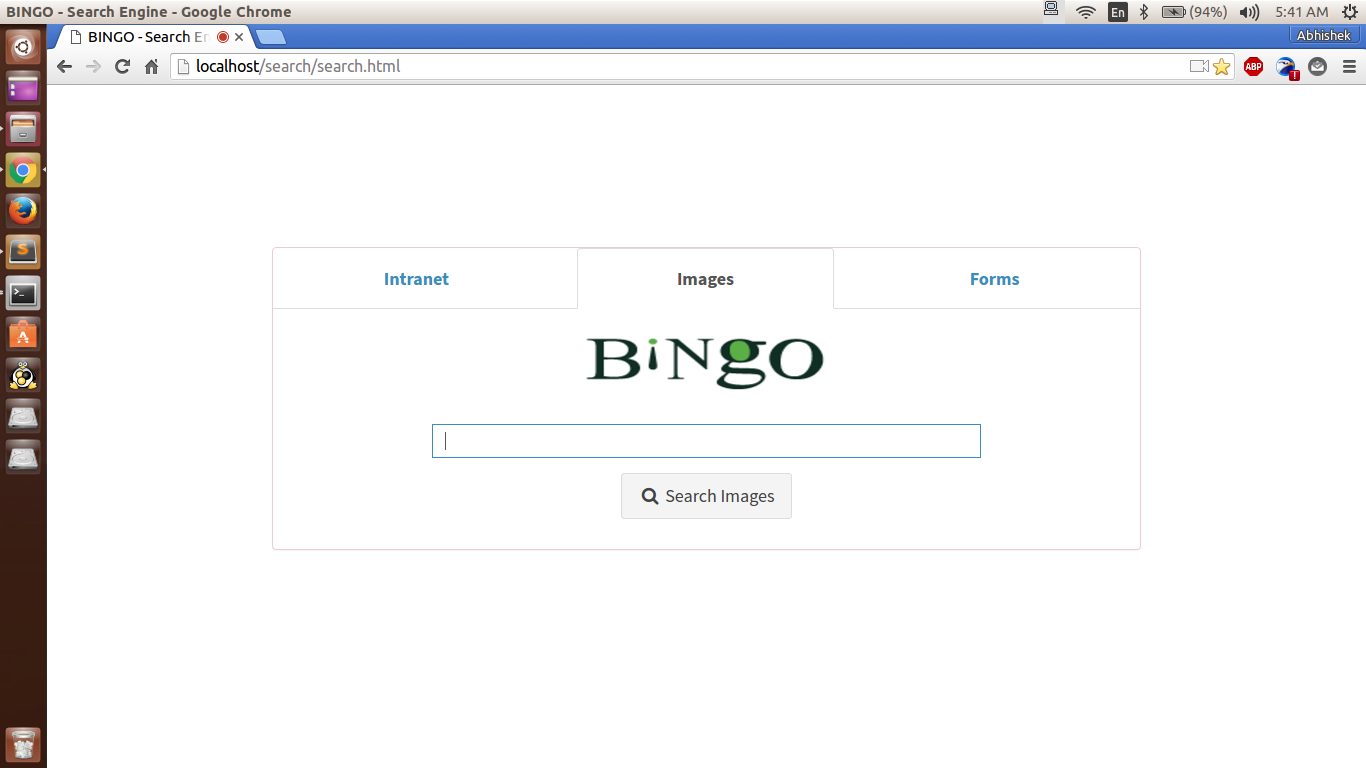 BINGO - Search Engine - Google Chrome
En
(94%)
5:41 AM
BINGO - Search Er
Abhishek
localhost/search/search.html
ABP
Intranet
Images
Forms
BiNgO
Search Images